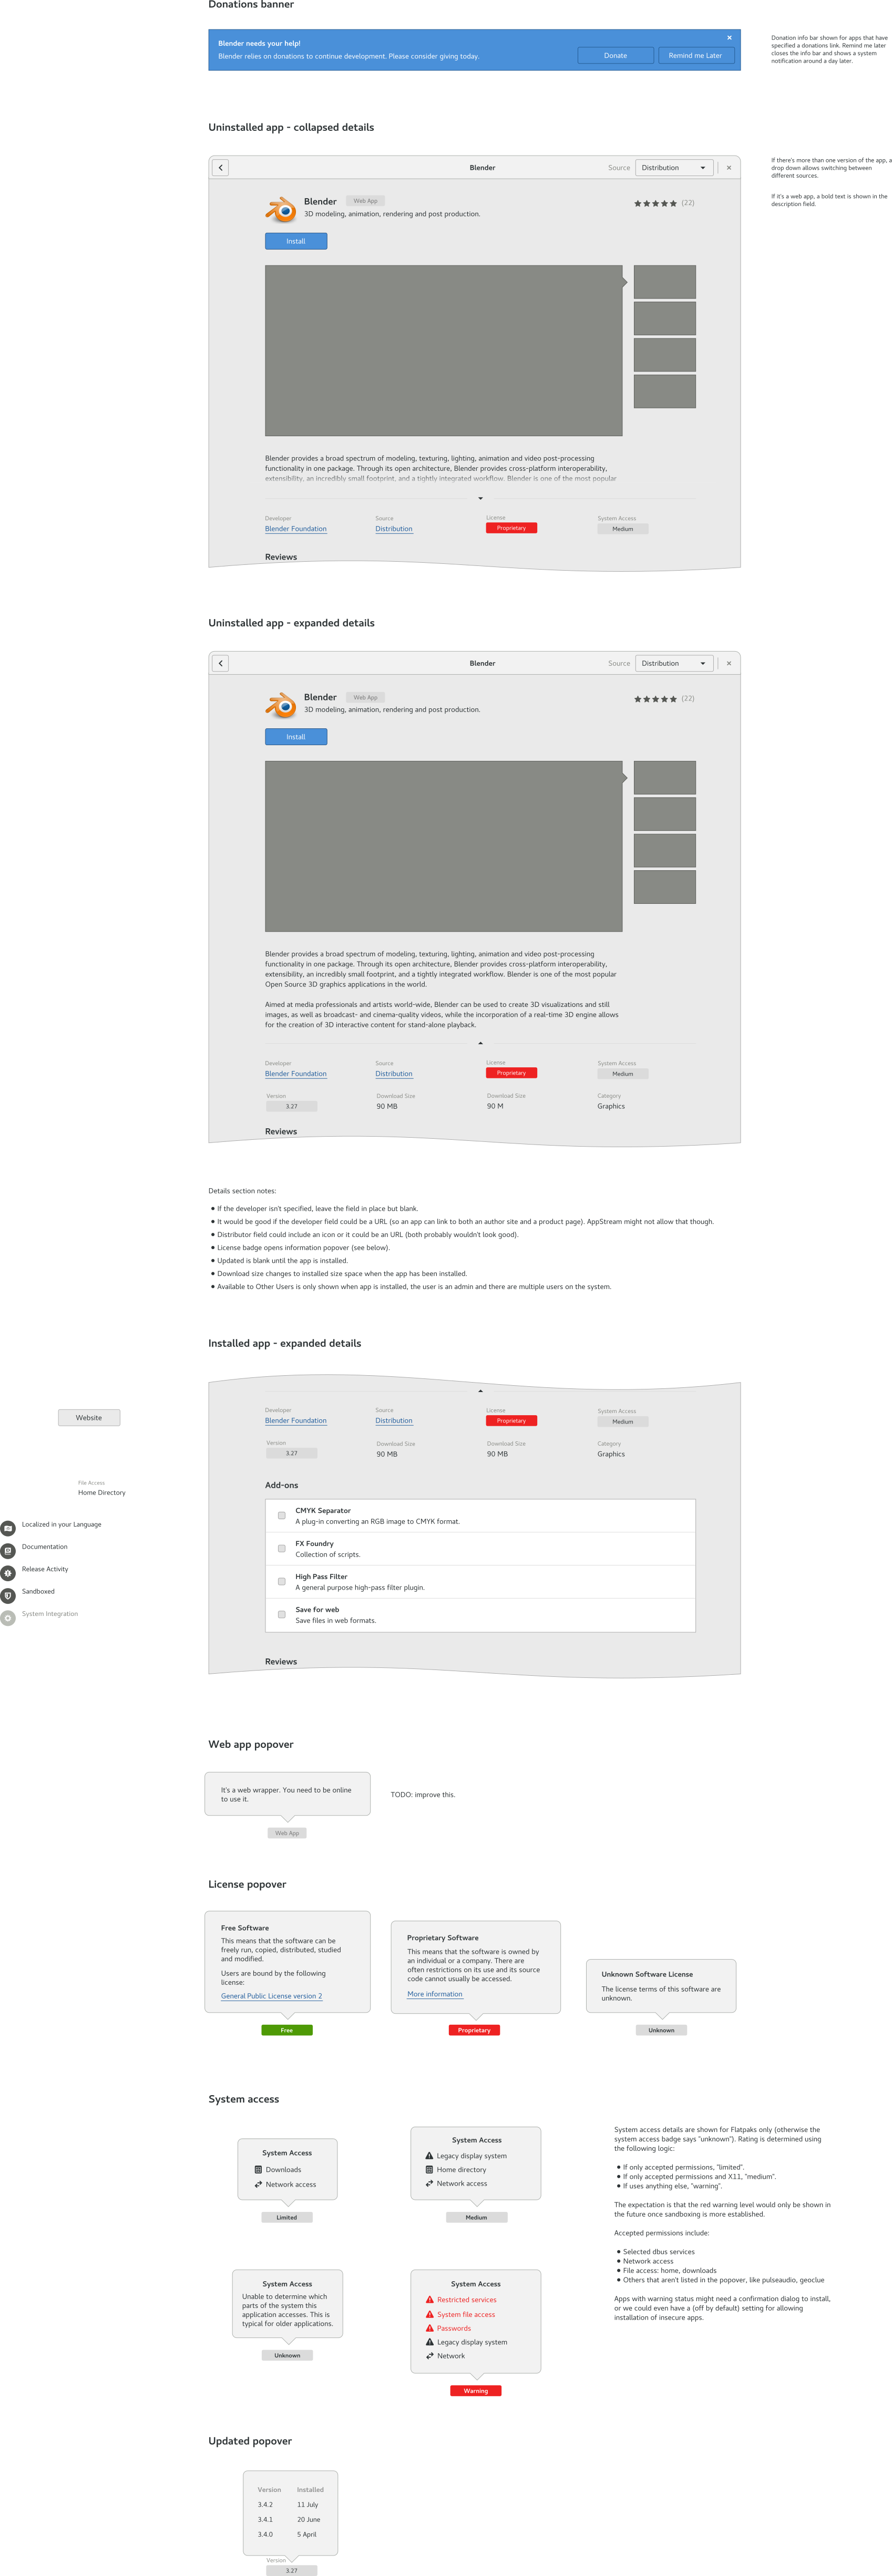 Donations banner
Blender needs your help!
Blender relies on donations to continue development. Please consider giving today.
Donate
Remind me Later
Donation info bar shown for apps that have
specified a donations link. Remind me later
closes the info bar and shows a system
notification around a day later.
Uninstalled app - collapsed details
Blender
Source
Distribution
If there's more than one version of the app, a
drop down allows switching between
different sources.
If it's a web app, a bold text is shown in the
description field.
Blender
Web App
3D modeling, animation, rendering and post production.
(22)
Install
Blender provides a broad spectrum of modeling, texturing, lighting, animation and video post-processing
functionality in one package. Through its open architecture, Blender provides cross-platform interoperability,
extensibility, an incredibly small footprint, and a tightly integrated workflow. Blender is one of the most popular
Developer
Source
License
System Access
Blender Foundation
Distribution
Proprietary
Medium
Reviews
Uninstalled app - expanded details
Blender
Source
Distribution
Blender
Web App
3D modeling, animation, rendering and post production.
(22)
Install
Blender provides a broad spectrum of modeling, texturing, lighting, animation and video post-processing
functionality in one package. Through its open architecture, Blender provides cross-platform interoperability,
extensibility, an incredibly small footprint, and a tightly integrated workflow. Blender is one of the most popular
Open Source 3D graphics applications in the world.
Aimed at media professionals and artists world-wide, Blender can be used to create 3D visualizations and still
images, as well as broadcast- and cinema-quality videos, while the incorporation of a real-time 3D engine allows
for the creation of 3D interactive content for stand-alone playback.
Developer
Source
License
System Access
Blender Foundation
Distribution
Proprietary
Medium
Version
Download Size
Download Size
Category
3.27
90 MB
90 M
Graphics
Reviews
Details section notes:
● If the developer isn't specified, leave the field in place but blank.
● It would be good if the developer field could be a URL (so an app can link to both an author site and a product page). AppStream might not allow that though.
● Distributor field could include an icon or it could be an URL (both probably wouldn't look good).
● License badge opens information popover (see below).
● Updated is blank until the app is installed.
● Download size changes to installed size space when the app has been installed.
● Available to Other Users is only shown when app is installed, the user is an admin and there are multiple users on the system.
Installed app - expanded details
Developer
Source
License
System Access
Blender Foundation
Distribution
Proprietary
Medium
Version
Download Size
Download Size
Category
3.27
90 MB
90 MB
Graphics
Website
File Access
Home Directory
Localized in your Language
Documentation
Release Activity
Sandboxed
System Integration
Add-ons
CMYK Separator
A plug-in converting an RGB image to CMYK format.
FX Foundry
Collection of scripts.
High Pass Filter
A general purpose high-pass filter plugin.
Save for web
Save files in web formats.
Reviews
Web app popover
It's a web wrapper. You need to be online
to use it.
TODO: improve this.
Web App
License popover
Free Software
This means that the software can be
freely run, copied, distributed, studied
and modified.
Users are bound by the following
license:
General Public License version 2
Free
Proprietary Software
This means that the software is owned by
an individual or a company. There are
often restrictions on its use and its source
code cannot usually be accessed.
More information
Proprietary
Unknown Software License
The license terms of this software are
unknown.
Unknown
System access
System Access
Downloads
Network access
Limited
System Access
Legacy display system
Home directory
Network access
Medium
System Access
Unable to determine which
parts of the system this
application accesses. This is
typical for older applications.
Unknown
System Access
Restricted services
System file access
Passwords
Legacy display system
Network
Warning
System access details are shown for Flatpaks only (otherwise the
system access badge says "unknown"). Rating is determined using
the following logic:
● If only accepted permissions, "limited".
● If only accepted permissions and X11, "medium".
● If uses anything else, "warning".
The expectation is that the red warning level would only be shown in
the future once sandboxing is more established.
Accepted permissions include:
● Selected dbus services
● Network access
● File access: home, downloads
● Others that aren't listed in the popover, like pulseaudio, geoclue
Apps with warning status might need a confirmation dialog to install,
or we could even have a (off by default) setting for allowing
installation of insecure apps.
Updated popover
Version
Installed
3.4.2
11 July
3.4.1
20 June
3.4.0
5 April
Version
3.27